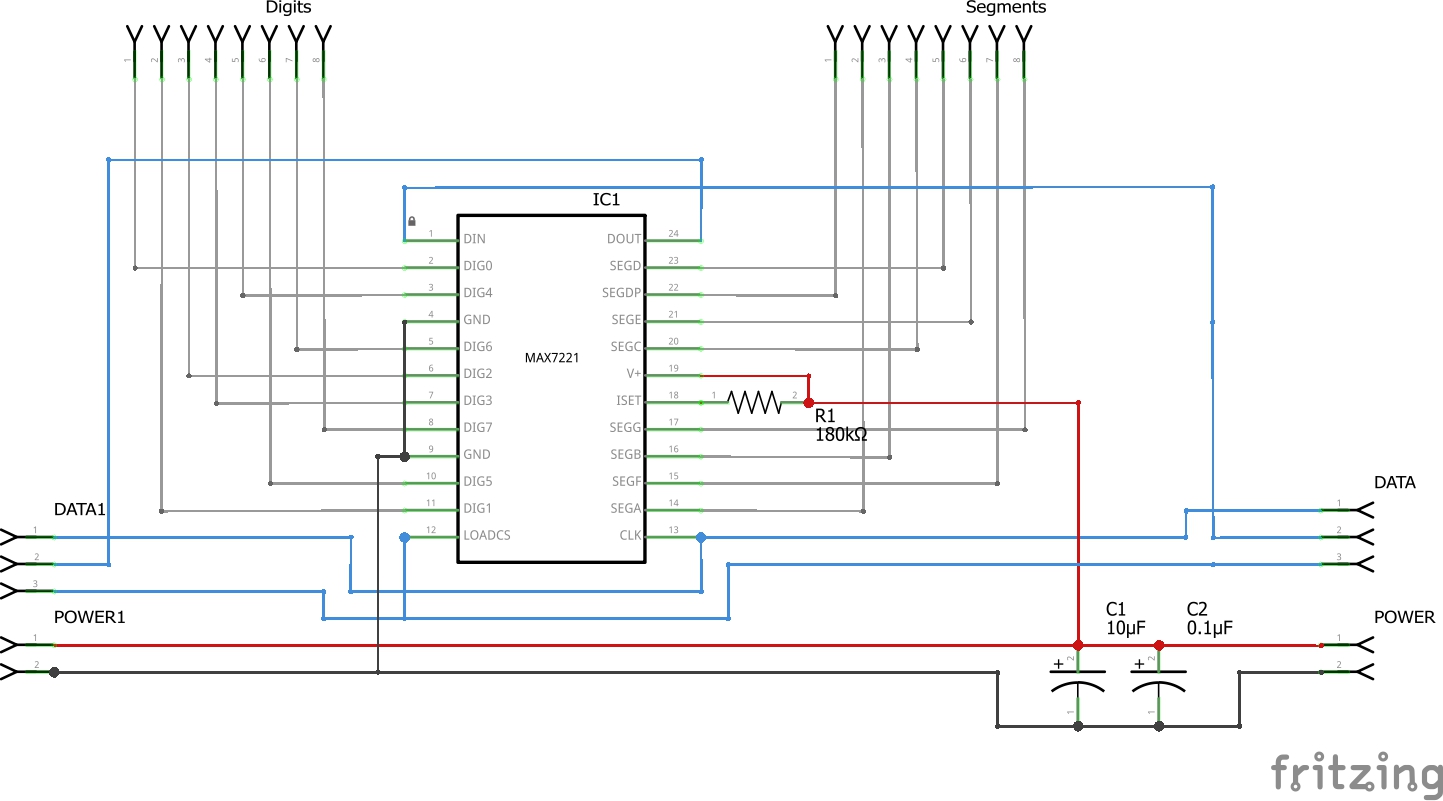 Digits
Segments
1 2 3 4 5 6 7 8
1 2 3 4 5 6 7 8
IC1
1 DIN DOUT 24
2 DIG0 SEGD 23
3 DIG4 SEGDP 22
4 GND SEGE 21
5 DIG6 SEGC 20
MAX7221
6 DIG2 V+ 19
7 DIG3 ISET 18
1 2
R1
180kΩ
8 DIG7 SEGG 17
9 GND SEGB 16
10 DIG5 SEGF 15
11 DIG1 SEGA 14
12 LOADCS CLK 13
DATA1
1
2
3
DATA
1
2
3
POWER1
1
2
C1
10µF
+ 2
1
C2
0.1µF
+ 2
1
POWER
1
2
fritzing